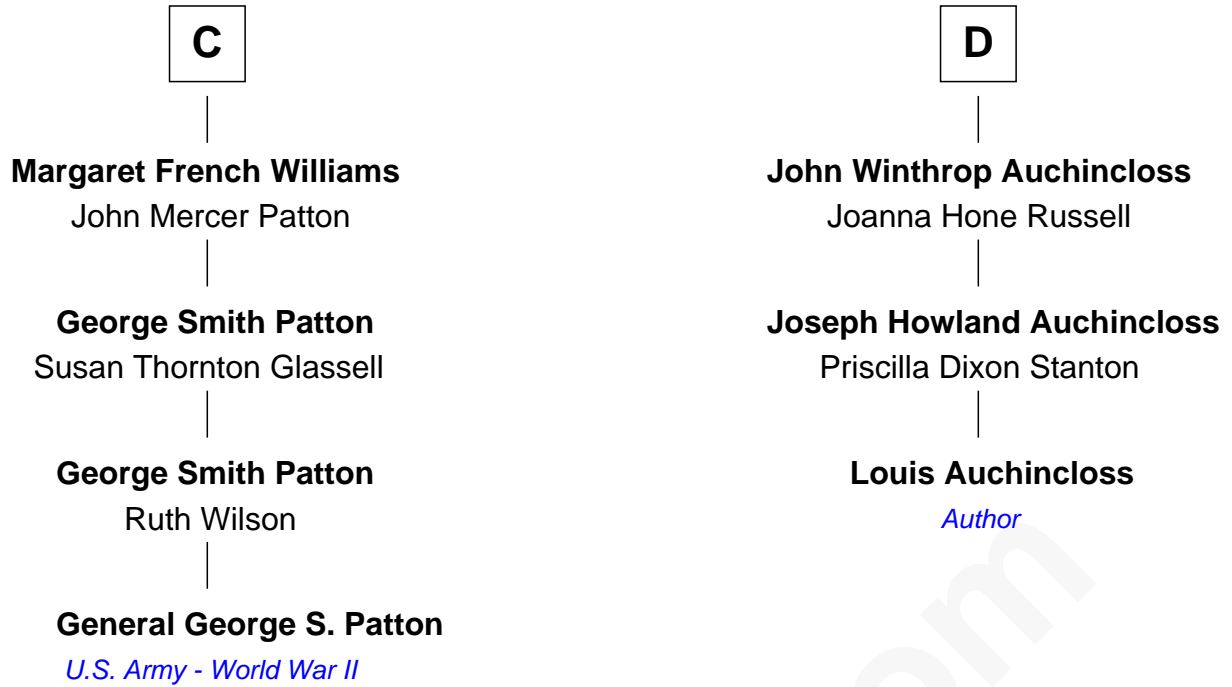 C
Margaret French Williams
John Mercer Patton
George Smith Patton
Susan Thornton Glassell
George Smith Patton
Ruth Wilson
General George S. Patton
U.S. Army - World War II
D
John Winthrop Auchincloss
Joanna Hone Russell
Joseph Howland Auchincloss
Priscilla Dixon Stanton
Louis Auchincloss
Author
om